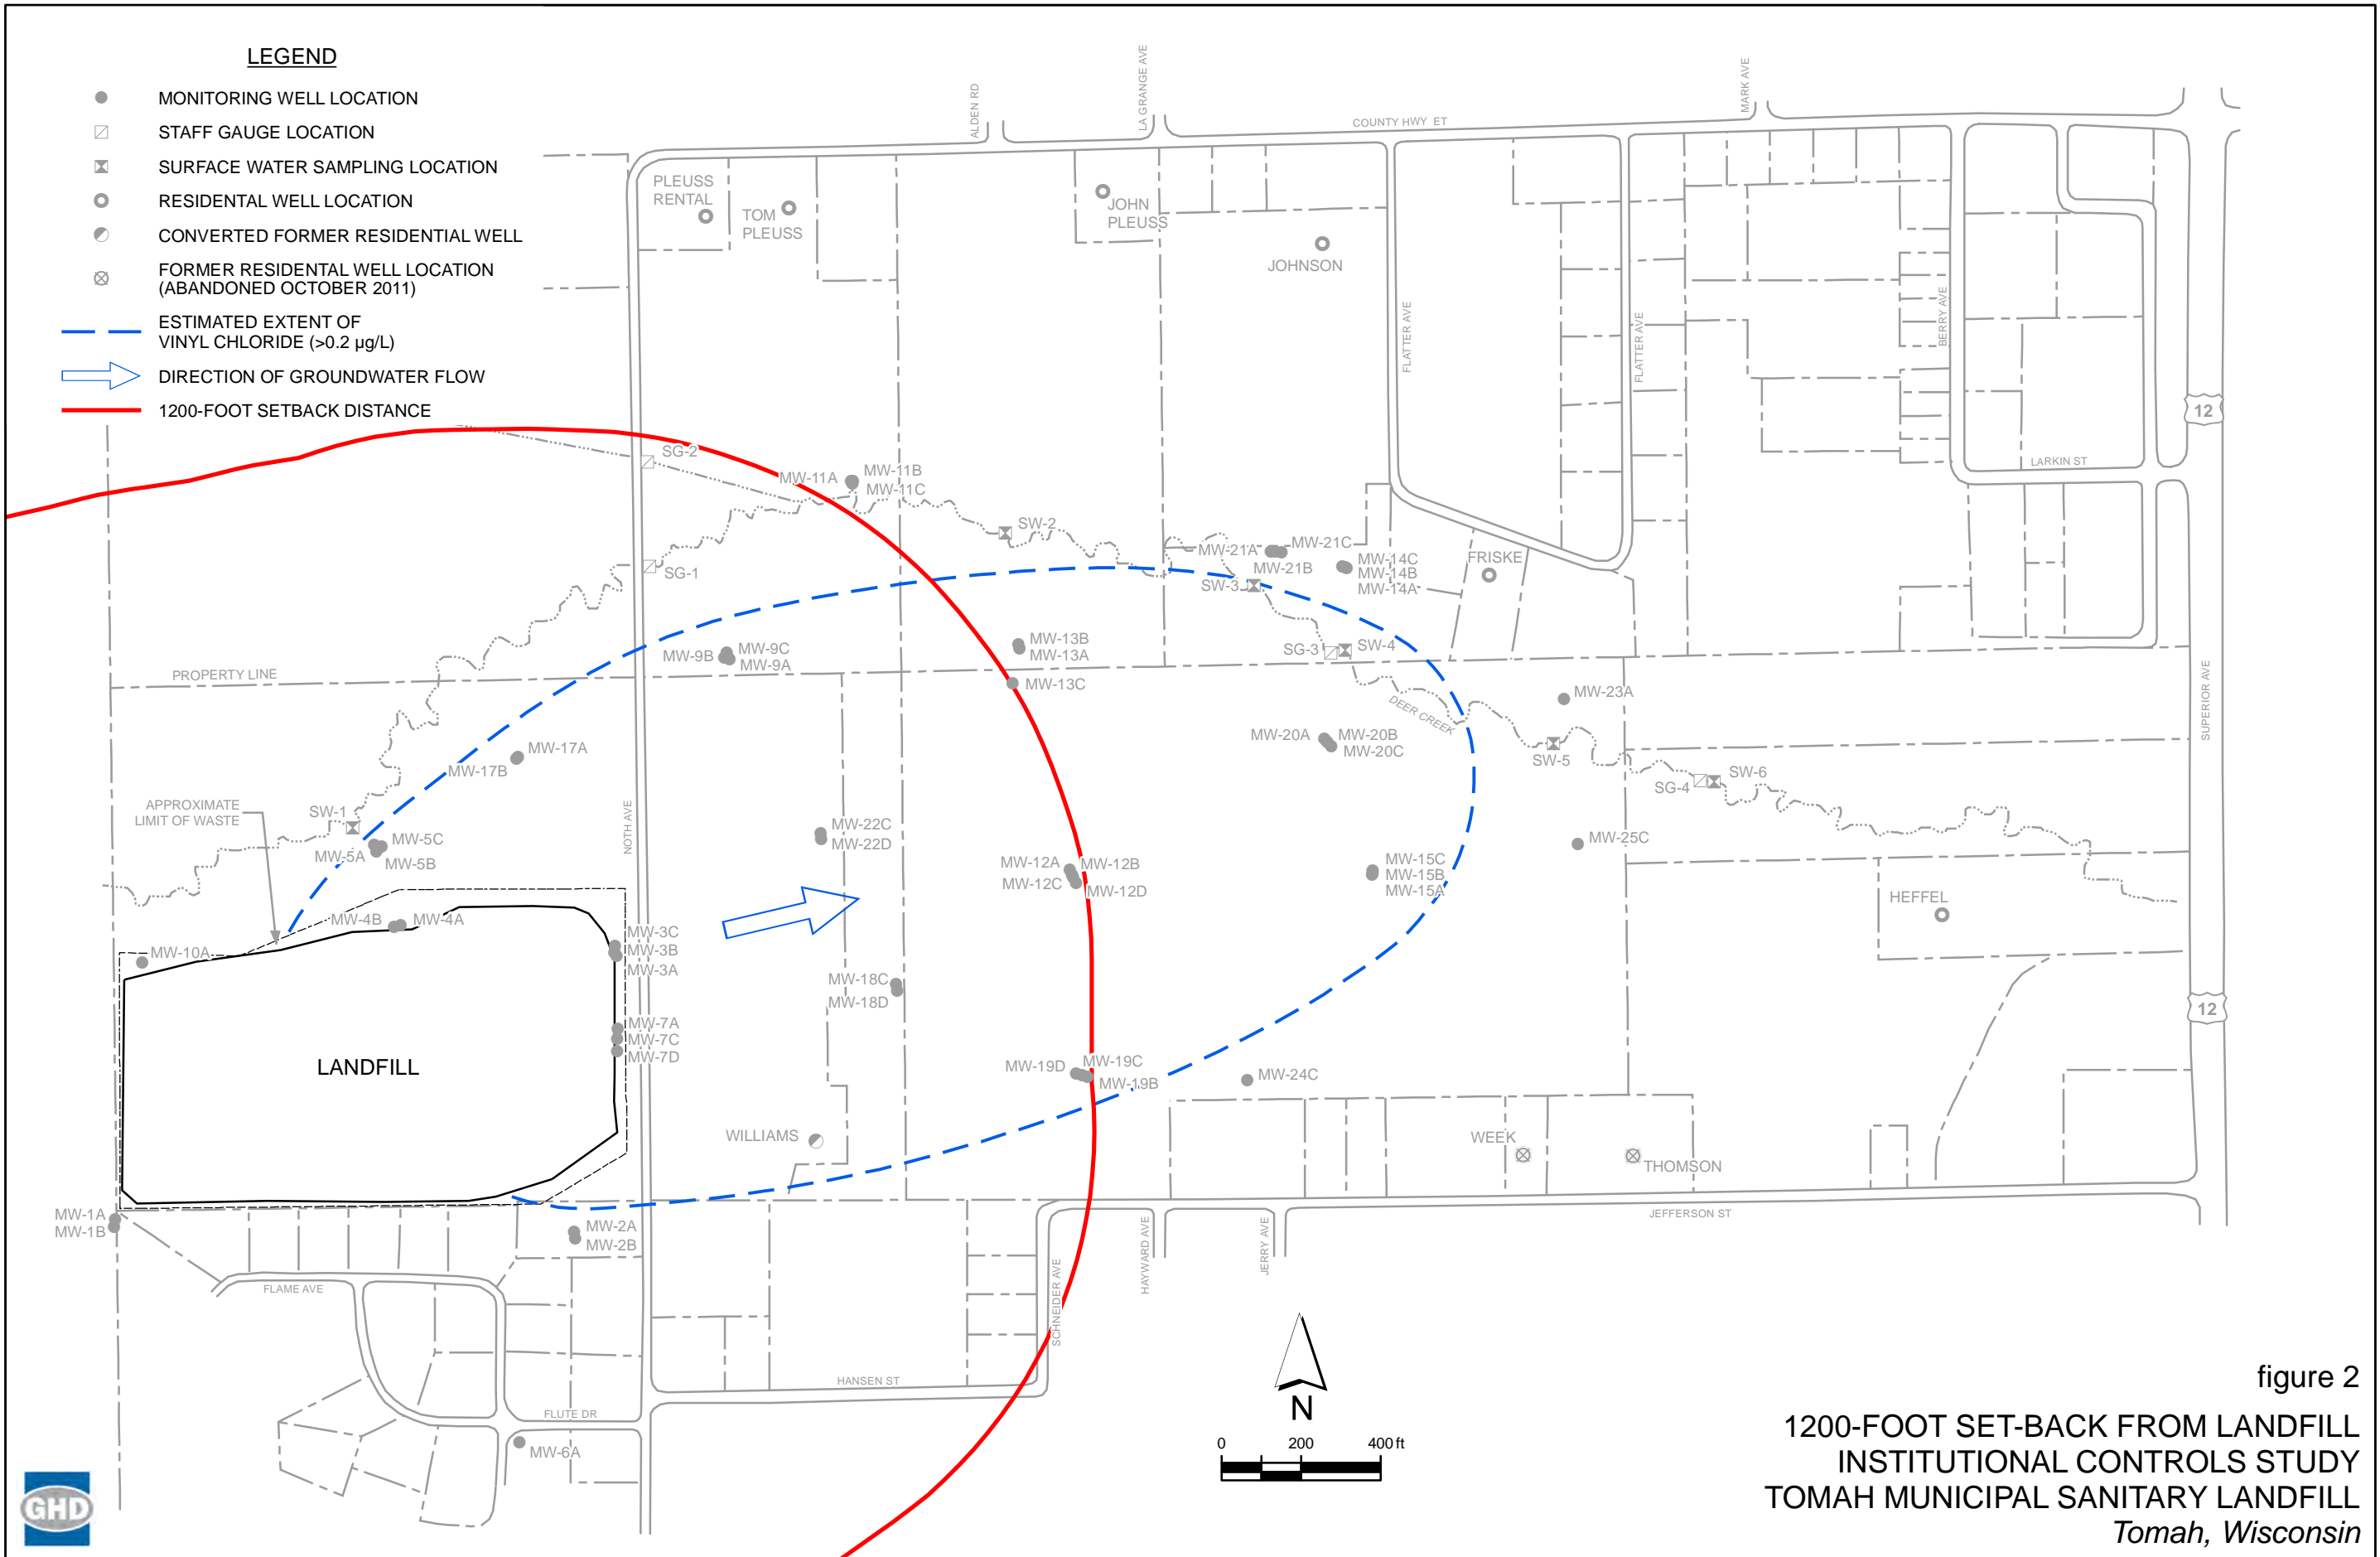 LEGEND
MONITORING WELL LOCATION
STAFF GAUGE LOCATION
SURFACE WATER SAMPLING LOCATION
RESIDENTAL WELL LOCATION
CONVERTED FORMER RESIDENTIAL WELL
FORMER RESIDENTAL WELL LOCATION
(ABANDONED OCTOBER 2011)
ESTIMATED EXTENT OF
VINYL CHLORIDE (>0.2 µg/L)
DIRECTION OF GROUNDWATER FLOW
1200-FOOT SETBACK DISTANCE
ALDEN RD
LA GRANGE AVE
MARK AVE
COUNTY HWY ET
PLEUSS
RENTAL
TOM
PLEUSS
JOHN
PLEUSS
JOHNSON
FLATTER AVE
FLATTER AVE
BERRY AVE
12
LARKIN ST
SG-2
MW-11A
MW-11B
MW-11C
SW-2
SG-1
MW-21A
MW-21C
MW-21B
MW-14C
MW-14B
MW-14A
SW-3
FRISKE
MW-9B
MW-9C
MW-9A
MW-13B
MW-13A
MW-13C
SG-3
SW-4
PROPERTY LINE
DEER CREEK
MW-23A
SUPERIOR AVE
MW-17A
MW-17B
MW-20A
MW-20B
MW-20C
SW-5
SG-4
SW-6
APPROXIMATE
LIMIT OF WASTE
SW-1
MW-5C
MW-5A
MW-5B
NOTH AVE
MW-22C
MW-22D
MW-12A
MW-12B
MW-12C
MW-12D
MW-15C
MW-15B
MW-15A
MW-25C
HEFFEL
MW-4B
MW-4A
MW-10A
MW-3C
MW-3B
MW-3A
MW-18C
MW-18D
12
MW-7A
MW-7C
MW-7D
LANDFILL
MW-19D
MW-19C
MW-19B
MW-24C
WILLIAMS
WEEK
THOMSON
MW-1A
MW-1B
MW-2A
MW-2B
JEFFERSON ST
FLAME AVE
SCHNEIDER AVE
HAYWARD AVE
JERRY AVE
HANSEN ST
FLUTE DR
MW-6A
N
0 200 400 ft
GHD
figure 2
1200-FOOT SET-BACK FROM LANDFILL
INSTITUTIONAL CONTROLS STUDY
TOMAH MUNICIPAL SANITARY LANDFILL
Tomah, Wisconsin